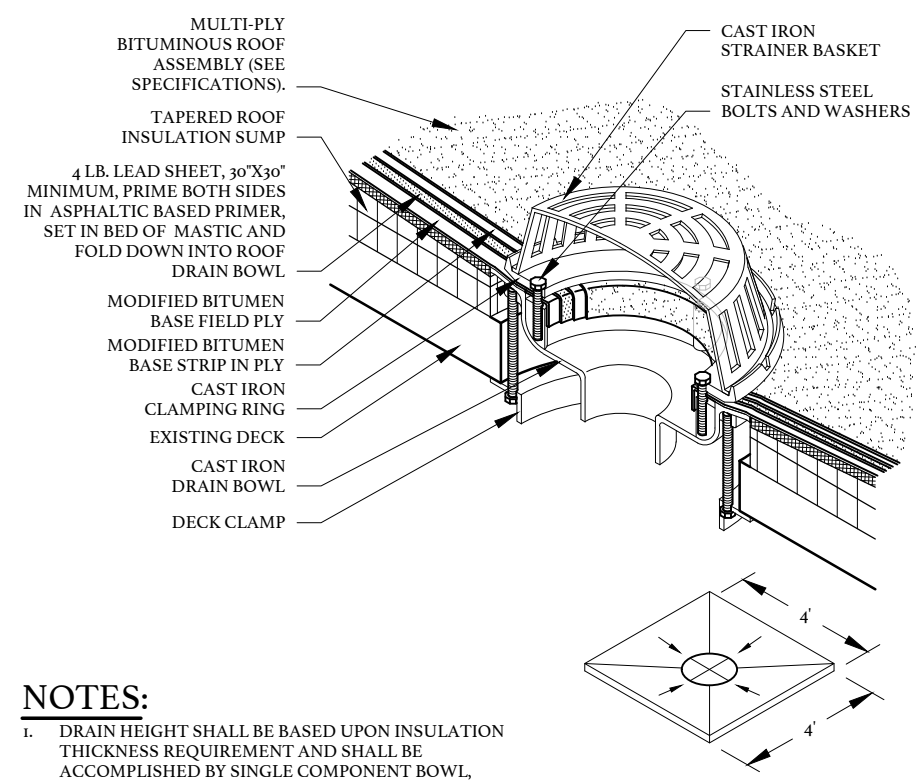 MULTI-PLY
BITUMINOUS ROOF
ASSEMBLY (SEE
SPECIFICATIONS).
TAPERED ROOF
INSULATION SUMP
4 LB. LEAD SHEET, 30"X30"
MINIMUM, PRIME BOTH SIDES
IN ASPHALTIC BASED PRIMER,
SET IN BED OF MASTIC AND
FOLD DOWN INTO ROOF
DRAIN BOWL
MODIFIED BITUMEN
BASE FIELD PLY
MODIFIED BITUMEN
BASE STRIP IN PLY
CAST IRON
CLAMPING RING
EXISTING DECK
CAST IRON
DRAIN BOWL
DECK CLAMP
CAST IRON
STRAINER BASKET
STAINLESS STEEL
BOLTS AND WASHERS
4'
4'
NOTES:
1. DRAIN HEIGHT SHALL BE BASED UPON INSULATION
THICKNESS REQUIREMENT AND SHALL BE
ACCOMPLISHED BY SINGLE COMPONENT BOWL,